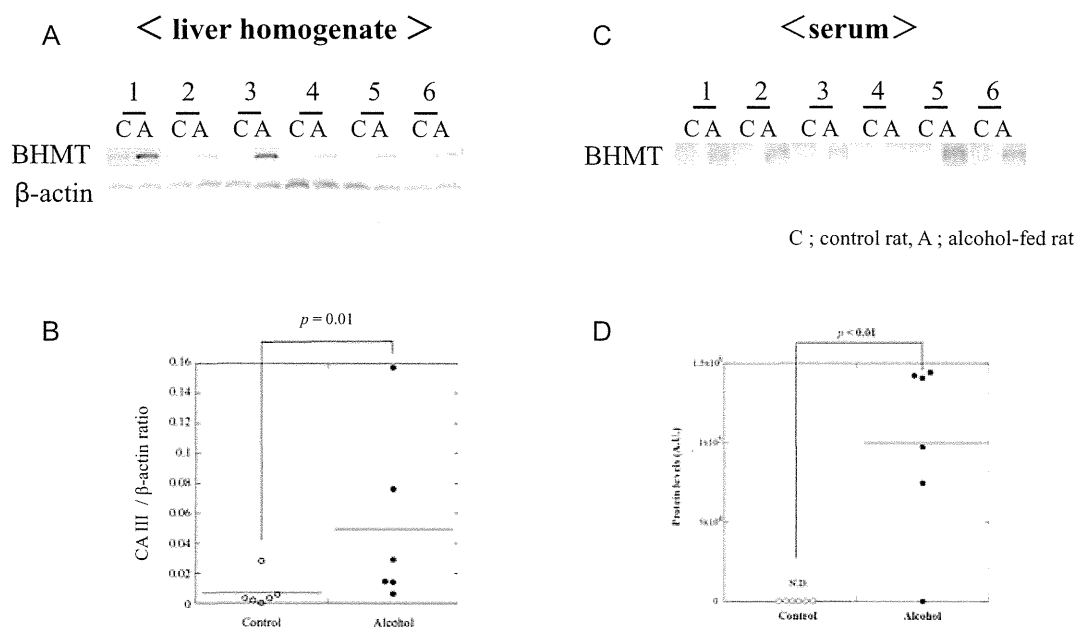 A < liver homogenate >
1 2 3 4 5 6
C A C A C A C A C A C A
BHMT
β-actin
C <serum>
1 2 3 4 5 6
C A C A C A C A C A C A
BHMT
C ; control rat, A ; alcohol-fed rat
B
p = 0.01
CA III / β-actin ratio
0.16
0.14
0.12
0.1
0.08
0.06
0.04
0.02
0
Control Alcohol
D
p < 0.01
Protein levels (A.U.)
0
N.D.
Control Alcohol